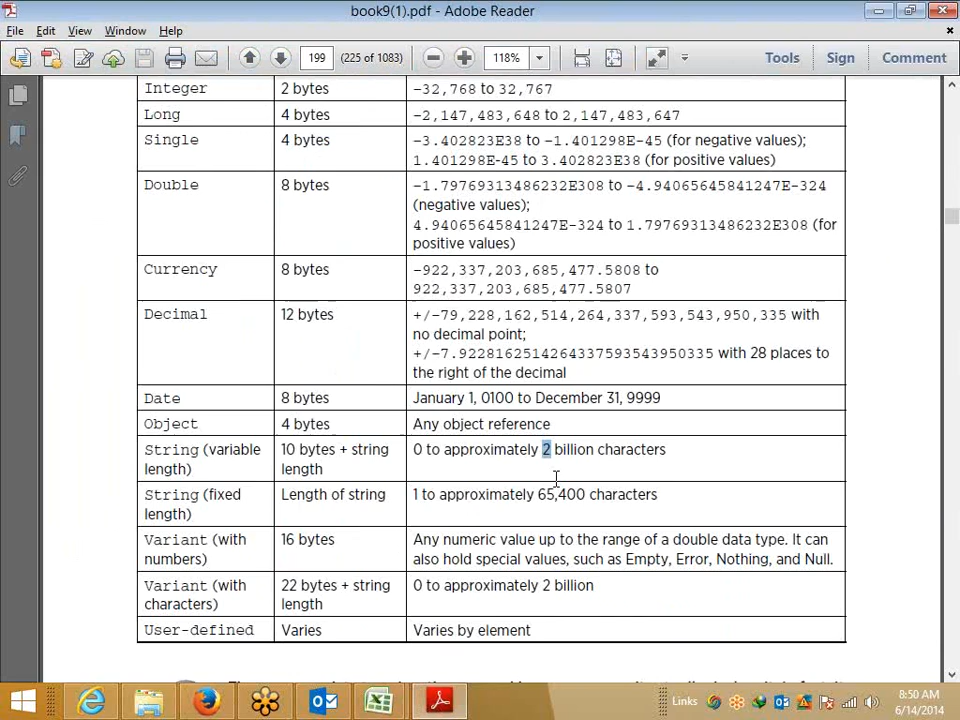 book9(1).pdf - Adobe Reader
File Edit View Window Help
199 (225 of 1083) 118% Tools Sign Comment
Integer 2 bytes -32,768 to 32,767
Long 4 bytes -2,147,483,648 to 2,147,483,647
Single 4 bytes -3.402823E38 to -1.401298E-45 (for negative values);
1.401298E-45 to 3.402823E38 (for positive values)
Double 8 bytes -1.79769313486232E308 to -4.94065645841247E-324
(negative values);
4.94065645841247E-324 to 1.79769313486232E308 (for
positive values)
Currency 8 bytes -922,337,203,685,477.5808 to
922,337,203,685,477.5807
Decimal 12 bytes +/-79,228,162,514,264,337,593,543,950,335 with
no decimal point;
+/-7.9228162514264337593543950335 with 28 places to
the right of the decimal
Date 8 bytes January 1, 0100 to December 31, 9999
Object 4 bytes Any object reference
String (variable 10 bytes + string 0 to approximately 2 billion characters
length) length
String (fixed Length of string 1 to approximately 65,400 characters
length)
Variant (with 16 bytes Any numeric value up to the range of a double data type. It can
numbers) also hold special values, such as Empty, Error, Nothing, and Null.
Variant (with 22 bytes + string 0 to approximately 2 billion
characters) length
User-defined Varies Varies by element
Links 8:50 AM
6/14/2014